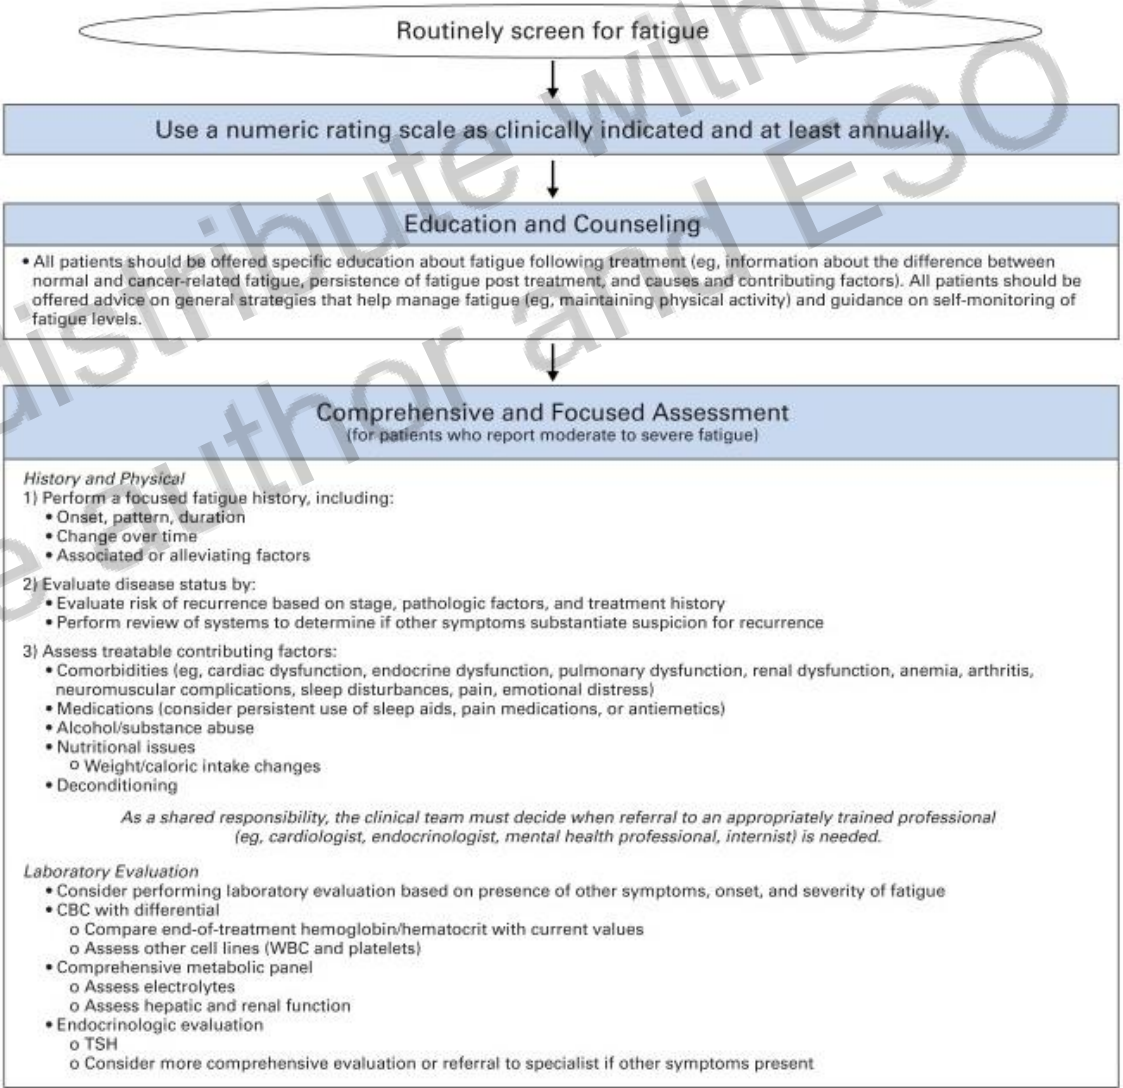 Routinely screen for fatigue
Use a numeric rating scale as clinically indicated and at least annually.
Education and Counseling
• All patients should be offered specific education about fatigue following treatment (eg, information about the difference between
normal and cancer-related fatigue, persistence of fatigue post treatment, and causes and contributing factors). All patients should be
offered advice on general strategies that help manage fatigue (eg, maintaining physical activity) and guidance on self-monitoring of
fatigue levels.
Comprehensive and Focused Assessment
(for patients who report moderate to severe fatigue)
History and Physical
1) Perform a focused fatigue history, including:
• Onset, pattern, duration
• Change over time
• Associated or alleviating factors
2) Evaluate disease status by:
• Evaluate risk of recurrence based on stage, pathologic factors, and treatment history
• Perform review of systems to determine if other symptoms substantiate suspicion for recurrence
3) Assess treatable contributing factors:
• Comorbidities (eg, cardiac dysfunction, endocrine dysfunction, pulmonary dysfunction, renal dysfunction, anemia, arthritis,
neuromuscular complications, sleep disturbances, pain, emotional distress)
• Medications (consider persistent use of sleep aids, pain medications, or antiemetics)
• Alcohol/substance abuse
• Nutritional issues
o Weight/caloric intake changes
• Deconditioning
As a shared responsibility, the clinical team must decide when referral to an appropriately trained professional
(eg, cardiologist, endocrinologist, mental health professional, internist) is needed.
Laboratory Evaluation
• Consider performing laboratory evaluation based on presence of other symptoms, onset, and severity of fatigue
• CBC with differential
o Compare end-of-treatment hemoglobin/hematocrit with current values
o Assess other cell lines (WBC and platelets)
• Comprehensive metabolic panel
o Assess electrolytes
o Assess hepatic and renal function
• Endocrinologic evaluation
o TSH
o Consider more comprehensive evaluation or referral to specialist if other symptoms present
distribute without
author and ESO